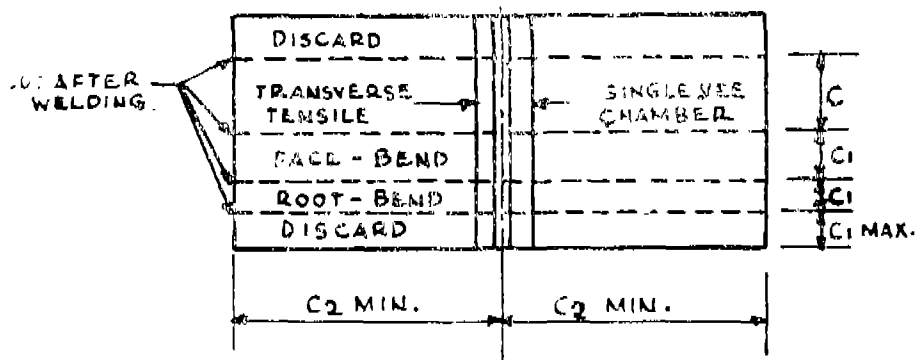 DISCARD
AFTER
WELDING.
TRANSVERSE
TENSILE
SINGLE VEE
CHAMBER
C
FACE - BEND
C1
ROOT - BEND
C1
DISCARD
C1 MAX.
C2 MIN.
C2 MIN.